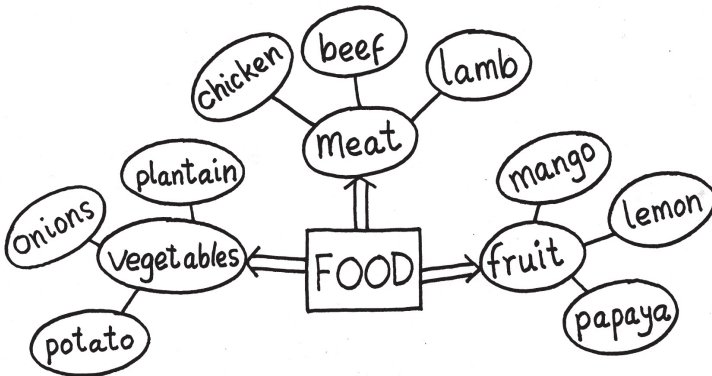 chicken
beef
lamb
meat
plantain
onions
vegetables
potato
FOOD
mango
lemon
fruit
papaya